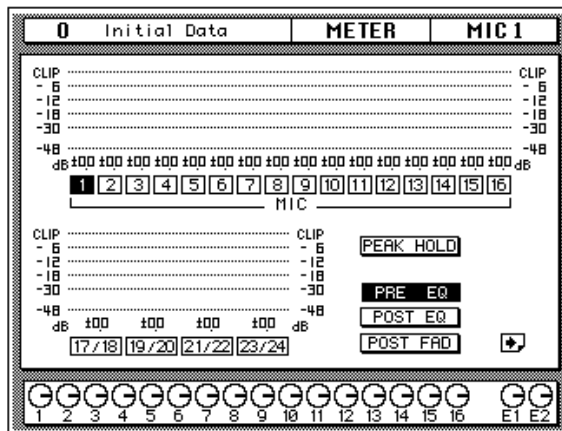 0 Initial Data METER MIC 1
CLIP CLIP
- 6 - 6
-12 -12
-18 -18
-30 -30
-48 -48
dB ±00 ±00 ±00 ±00 ±00 ±00 ±00 ±00 ±00 ±00 ±00 ±00 ±00 ±00 ±00 ±00 dB
1 2 3 4 5 6 7 8 9 10 11 12 13 14 15 16
MIC
CLIP CLIP
- 6 - 6
-12 -12
-18 -18
-30 -30
-48 -48
dB ±00 ±00 ±00 ±00 dB
17/18 19/20 21/22 23/24
PEAK HOLD
PRE EQ
POST EQ
POST FAD
1 2 3 4 5 6 7 8 9 10 11 12 13 14 15 16 E1 E2